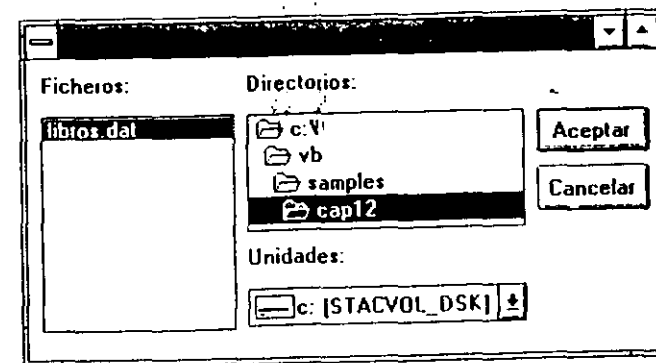 Ficheros:
libros.dat
Directorios:
c:\
vb
samples
cap12
Unidades:
c: [STACVOL_DSK]
Aceptar
Cancelar